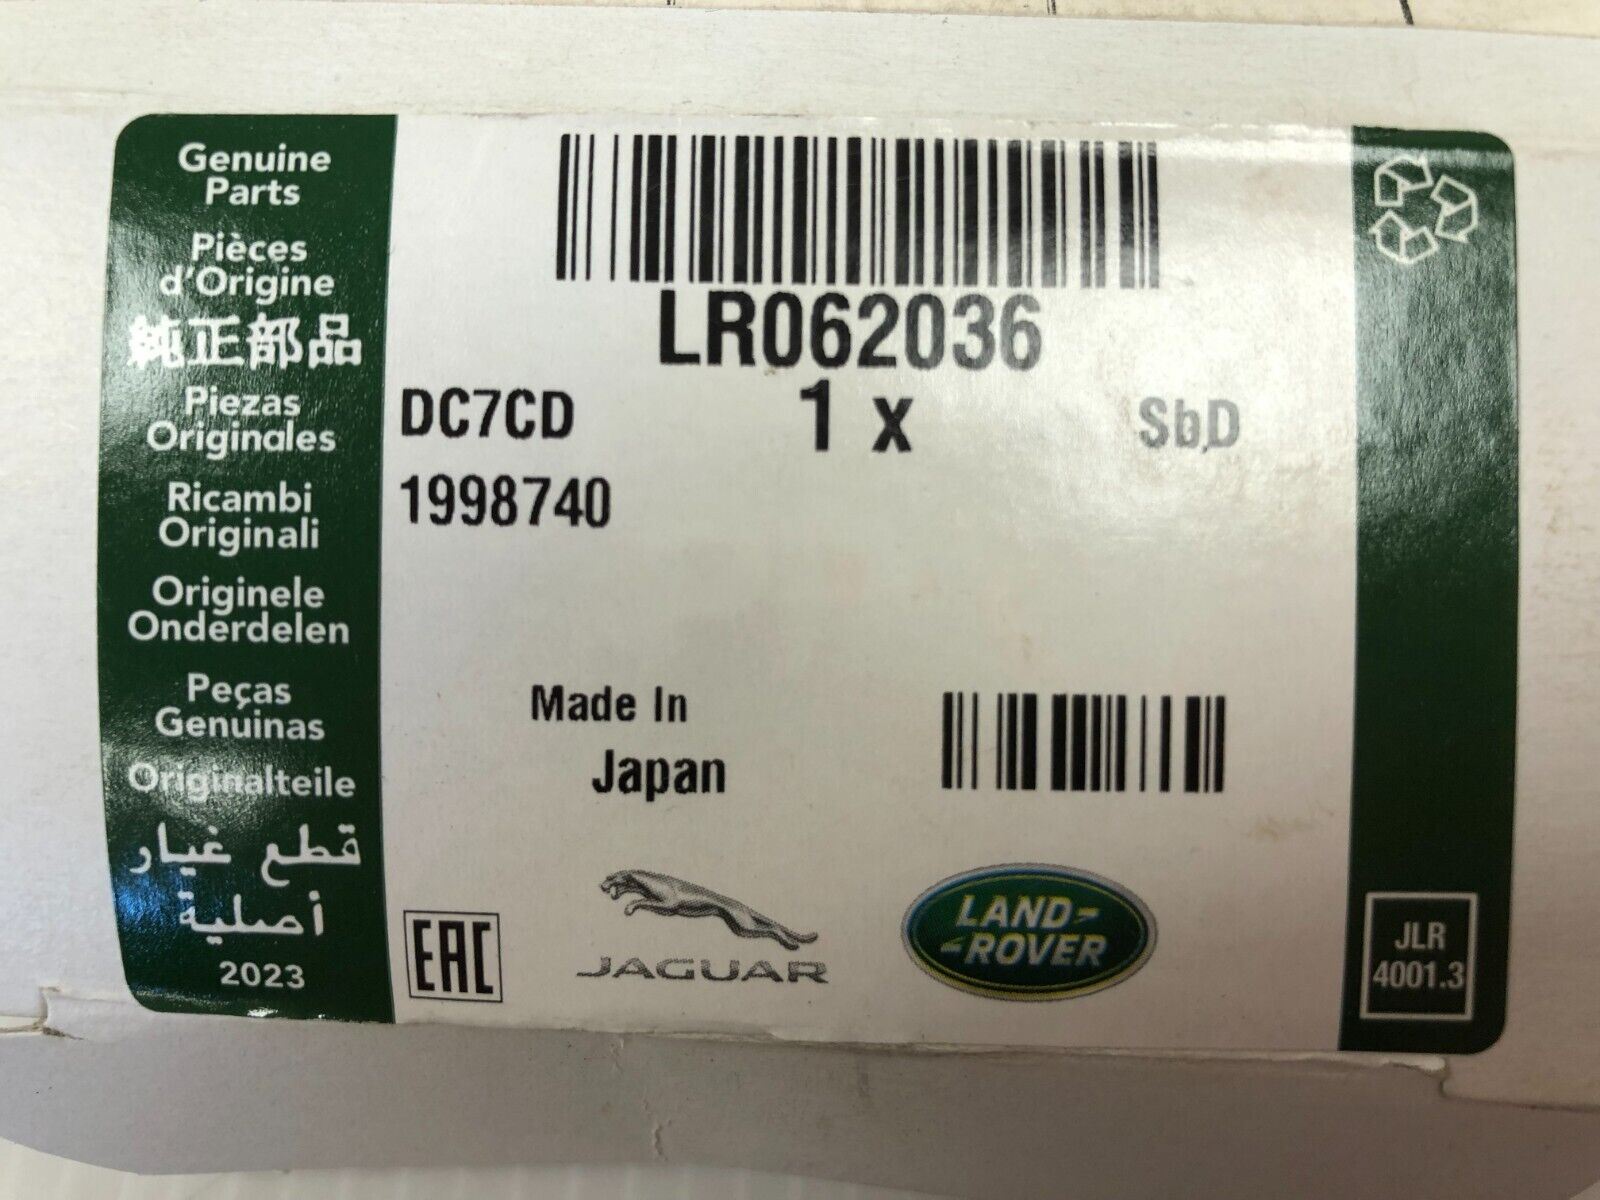 Genuine
Parts
Pièces
d'Origine
純正部品
Piezas
Originales
Ricambi
Originali
Originele
Onderdelen
Peças
Genuinas
Originalteile
قطع غيار
أصلية
2023
LR062036
DC7CD
1 x
SbD
1998740
Made In
Japan
EAC
JAGUAR
LAND-
-ROVER
JLR
4001.3